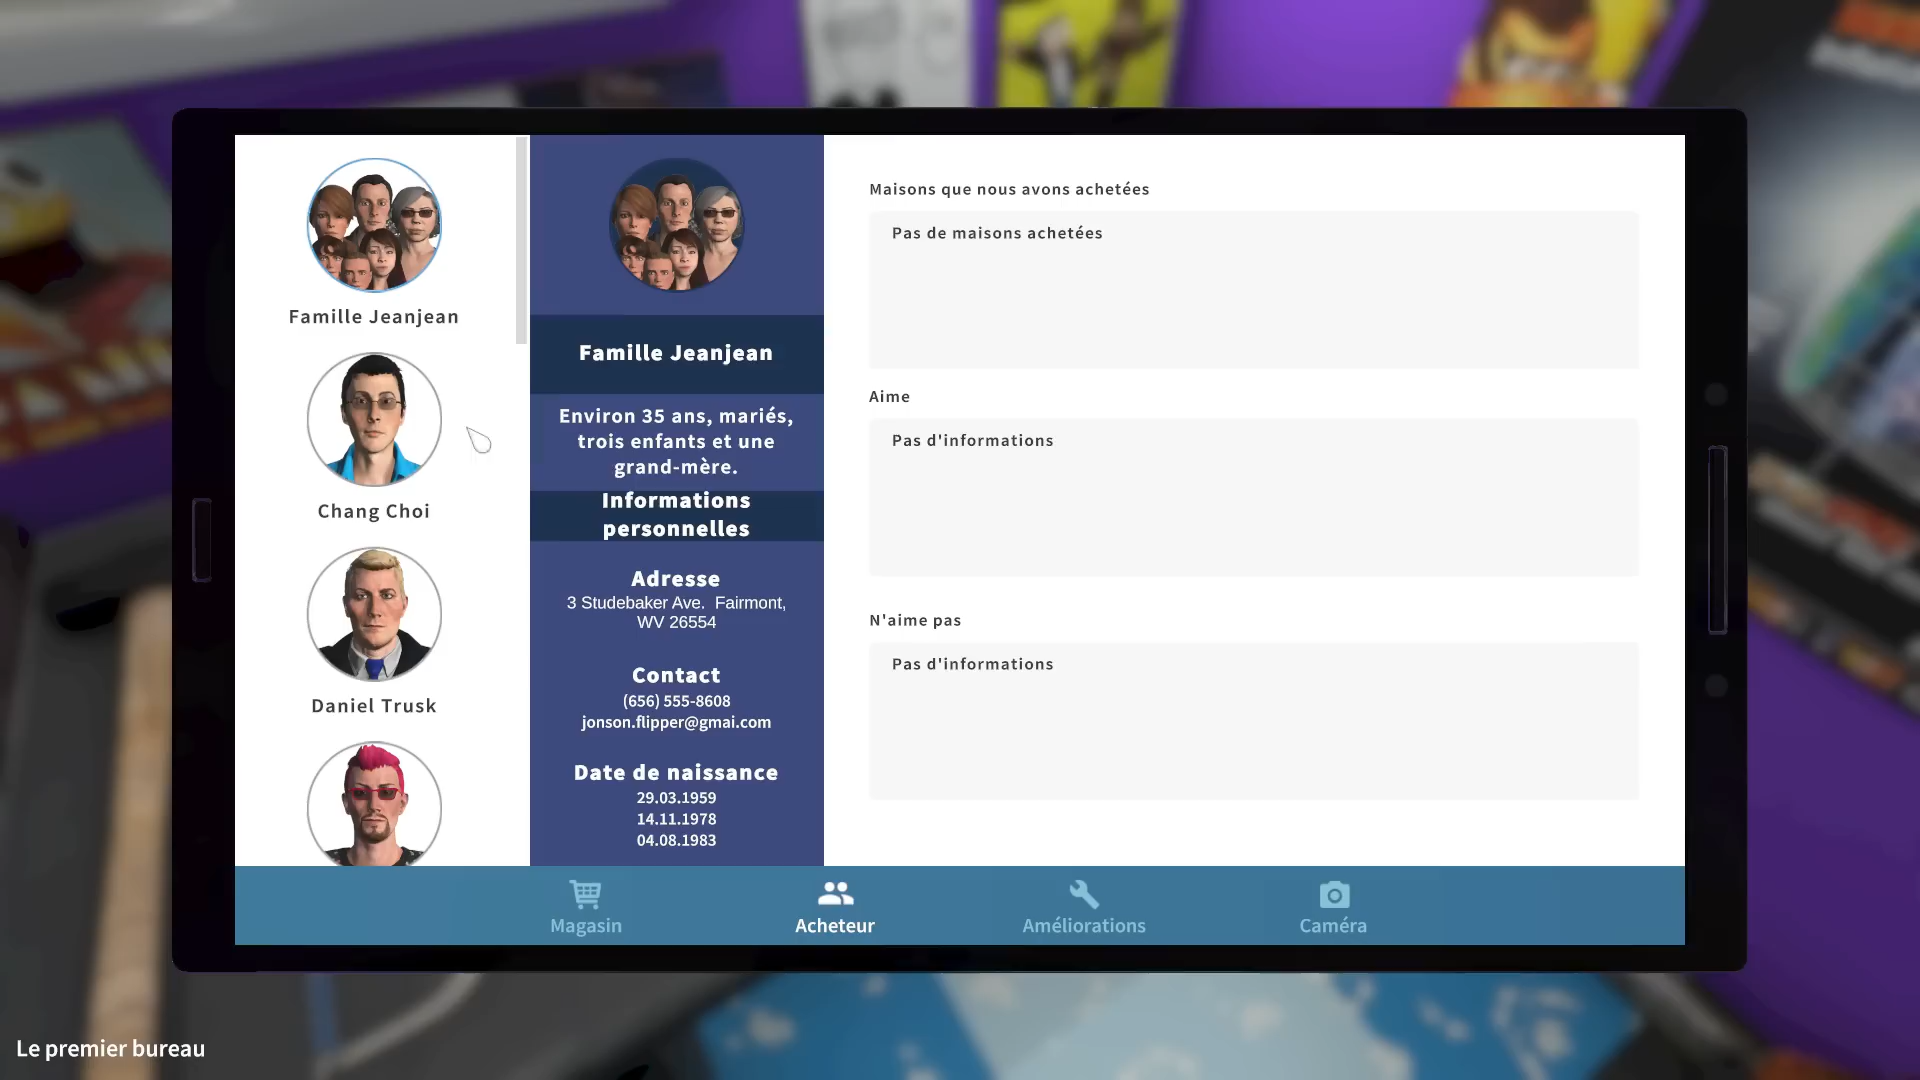 Famille Jeanjean
Chang Choi
Daniel Trusk
Famille Jeanjean
Environ 35 ans, mariés,
trois enfants et une
grand-mère.
Informations
personnelles
Adresse
3 Studebaker Ave.  Fairmont,
WV 26554
Contact
(656) 555-8608
jonson.flipper@gmai.com
Date de naissance
29.03.1959
14.11.1978
04.08.1983
Maisons que nous avons achetées
Pas de maisons achetées
Aime
Pas d'informations
N'aime pas
Pas d'informations
Magasin
Acheteur
Améliorations
Caméra
Le premier bureau